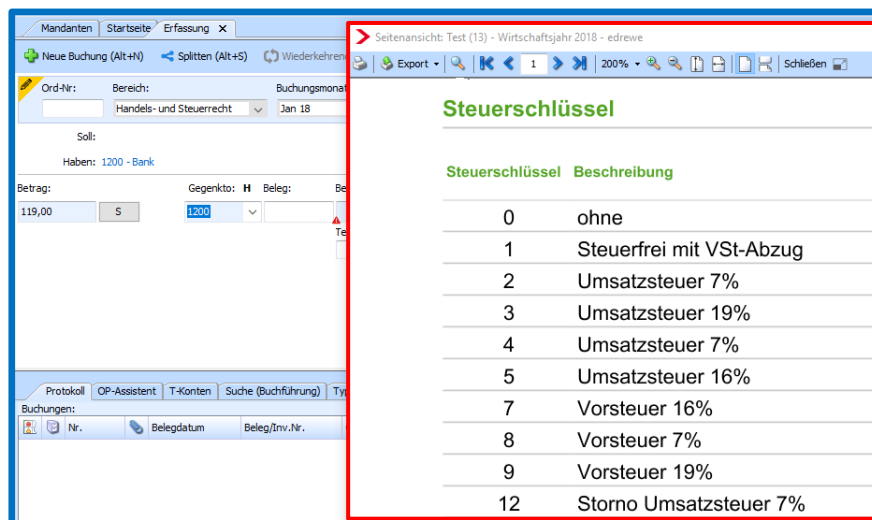 Mandanten Startseite Erfassung X
Neue Buchung (Alt+N) Splitten (Alt+S) Wiederkehren
Ord-Nr: Bereich: Buchungsmonat
Handels- und Steuerrecht Jan 18
Soll:
Haben: 1200 - Bank
Betrag: Gegenkto: H Beleg: Be
119,00 S 1200
Te
Protokoll OP-Assistent T-Konten Suche (Buchführung) Ty
Buchungen:
Nr. Belegdatum Beleg/Inv.Nr.
Seitenansicht: Test (13) - Wirtschaftsjahr 2018 - edrewe
Export 1 200% Schließen
Steuerschlüssel
Steuerschlüssel Beschreibung
0 ohne
1 Steuerfrei mit VSt-Abzug
2 Umsatzsteuer 7%
3 Umsatzsteuer 19%
4 Umsatzsteuer 7%
5 Umsatzsteuer 16%
7 Vorsteuer 16%
8 Vorsteuer 7%
9 Vorsteuer 19%
12 Storno Umsatzsteuer 7%